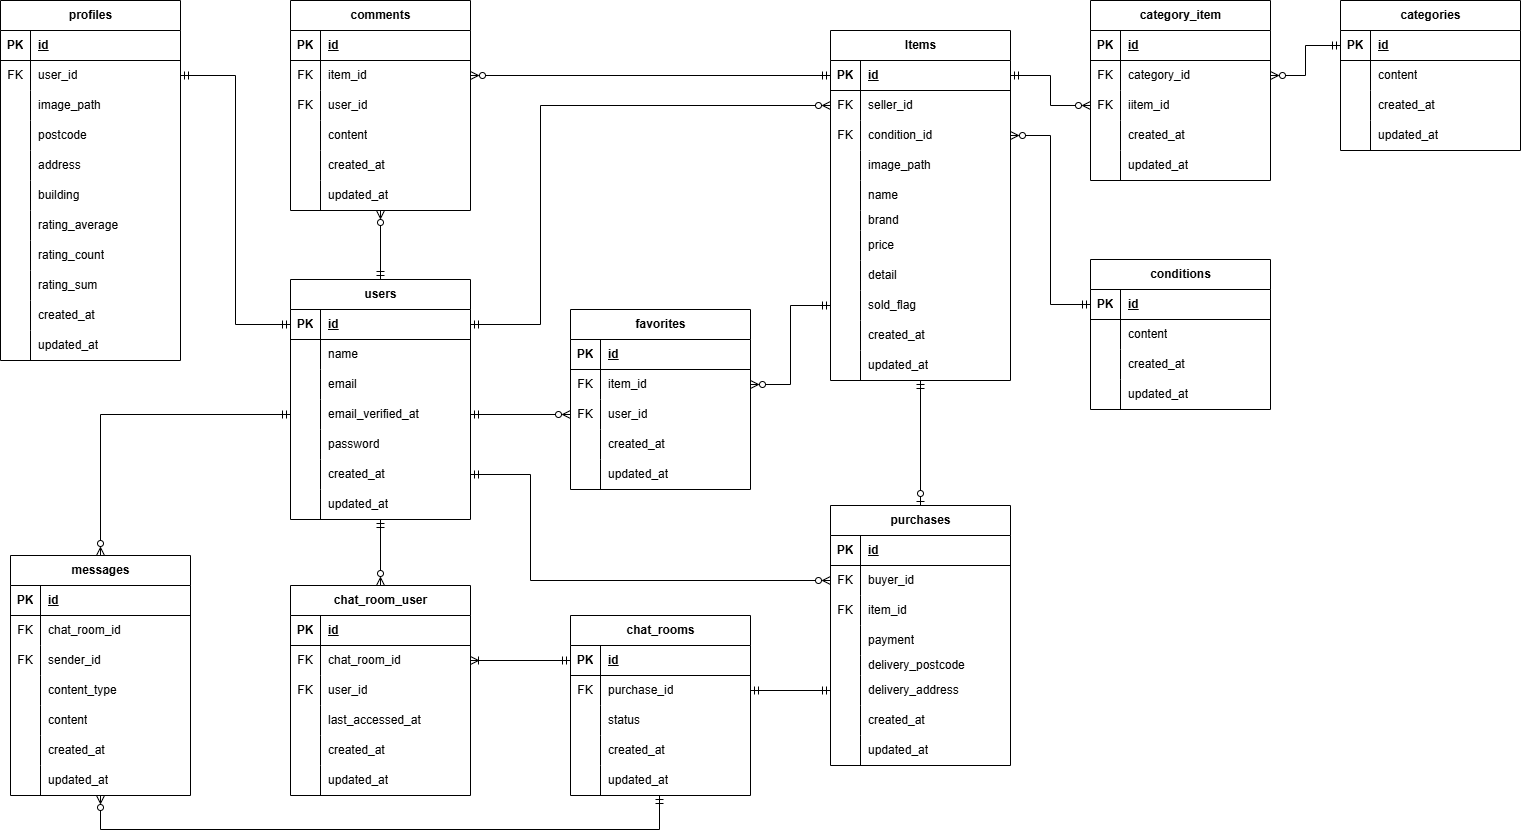 profiles
PK id
FK user_id
image_path
postcode
address
building
rating_average
rating_count
rating_sum
created_at
updated_at
comments
PK id
FK item_id
FK user_id
content
created_at
updated_at
Items
PK id
FK seller_id
FK condition_id
image_path
name
brand
price
detail
sold_flag
created_at
updated_at
category_item
PK id
FK category_id
FK iitem_id
created_at
updated_at
categories
PK id
content
created_at
updated_at
users
PK id
name
email
email_verified_at
password
created_at
updated_at
favorites
PK id
FK item_id
FK user_id
created_at
updated_at
conditions
PK id
content
created_at
updated_at
messages
PK id
FK chat_room_id
FK sender_id
content_type
content
created_at
updated_at
chat_room_user
PK id
FK chat_room_id
FK user_id
last_accessed_at
created_at
updated_at
chat_rooms
PK id
FK purchase_id
status
created_at
updated_at
purchases
PK id
FK buyer_id
FK item_id
payment
delivery_postcode
delivery_address
created_at
updated_at